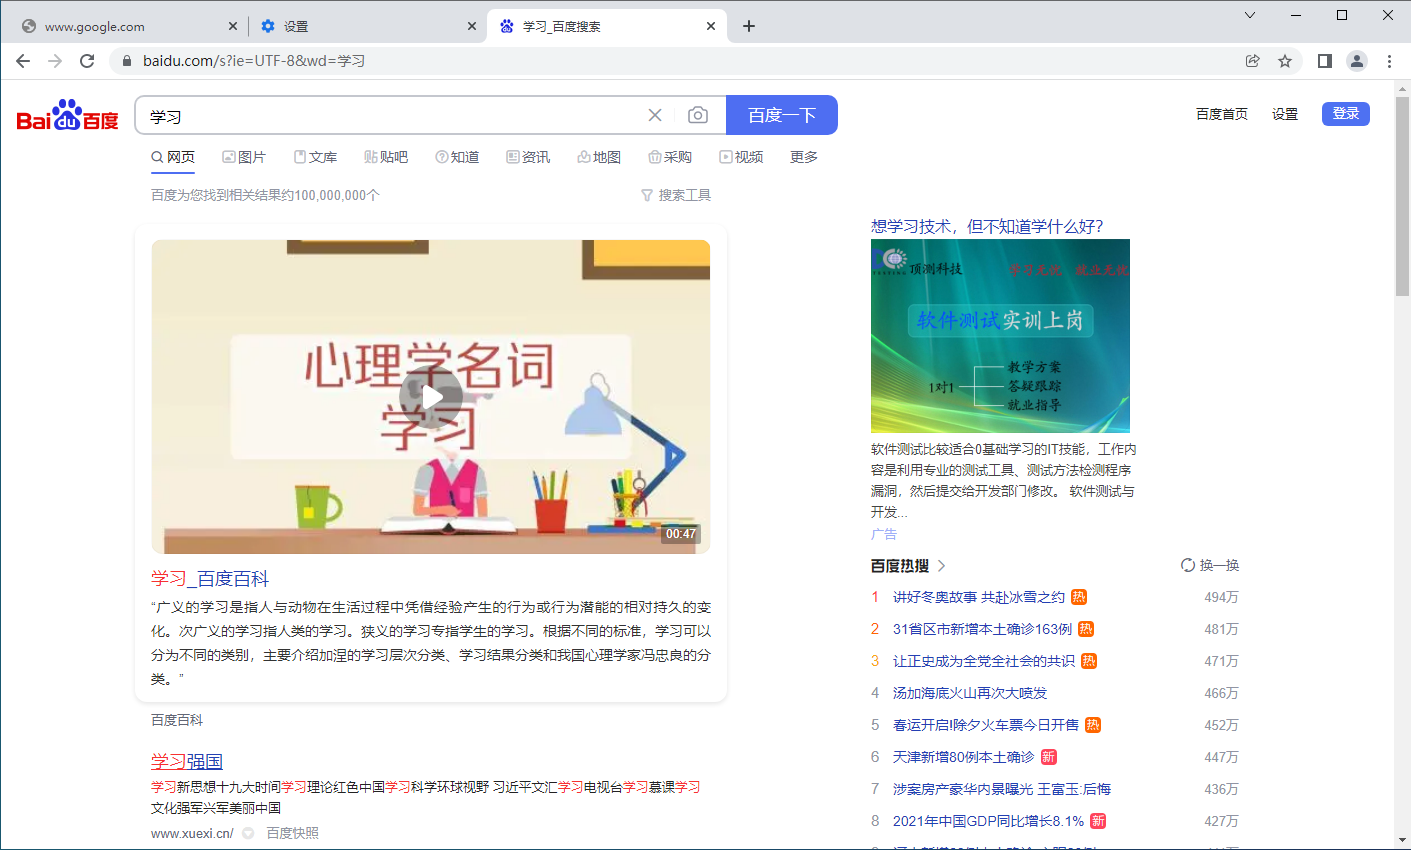 www.google.com
设置
学习_百度搜索
baidu.com/s?ie=UTF-8&wd=学习
Bai du 百度
学习
百度一下
百度首页
设置
登录
网页
图片
文库
贴吧
知道
资讯
地图
采购
视频
更多
百度为您找到相关结果约100,000,000个
搜索工具
心理学名词
学习
00:47
学习_百度百科
“广义的学习是指人与动物在生活过程中凭借经验产生的行为或行为潜能的相对持久的变
化。次广义的学习指人类的学习。狭义的学习专指学生的学习。根据不同的标准，学习可以
分为不同的类别，主要介绍加涅的学习层次分类、学习结果分类和我国心理学家冯忠良的分
类。”
百度百科
学习强国
学习新思想十九大时间学习理论红色中国学习科学环球视野 习近平文汇学习电视台学习慕课学习
文化强军兴军美丽中国
www.xuexi.cn/
百度快照
想学习技术，但不知道学什么好?
顶测科技
学习无忧 就业无忧
软件测试实训上岗
1对1
教学方案
答疑跟踪
就业指导
软件测试比较适合0基础学习的IT技能，工作内
容是利用专业的测试工具、测试方法检测程序
漏洞，然后提交给开发部门修改。 软件测试与
开发...
广告
百度热搜
换一换
1 讲好冬奥故事 共赴冰雪之约 热 494万
2 31省区市新增本土确诊163例 热 481万
3 让正史成为全党全社会的共识 热 471万
4 汤加海底火山再次大喷发 466万
5 春运开启!除夕火车票今日开售 热 452万
6 天津新增80例本土确诊 新 447万
7 涉案房产豪华内景曝光 王富玉:后悔 436万
8 2021年中国GDP同比增长8.1% 新 427万